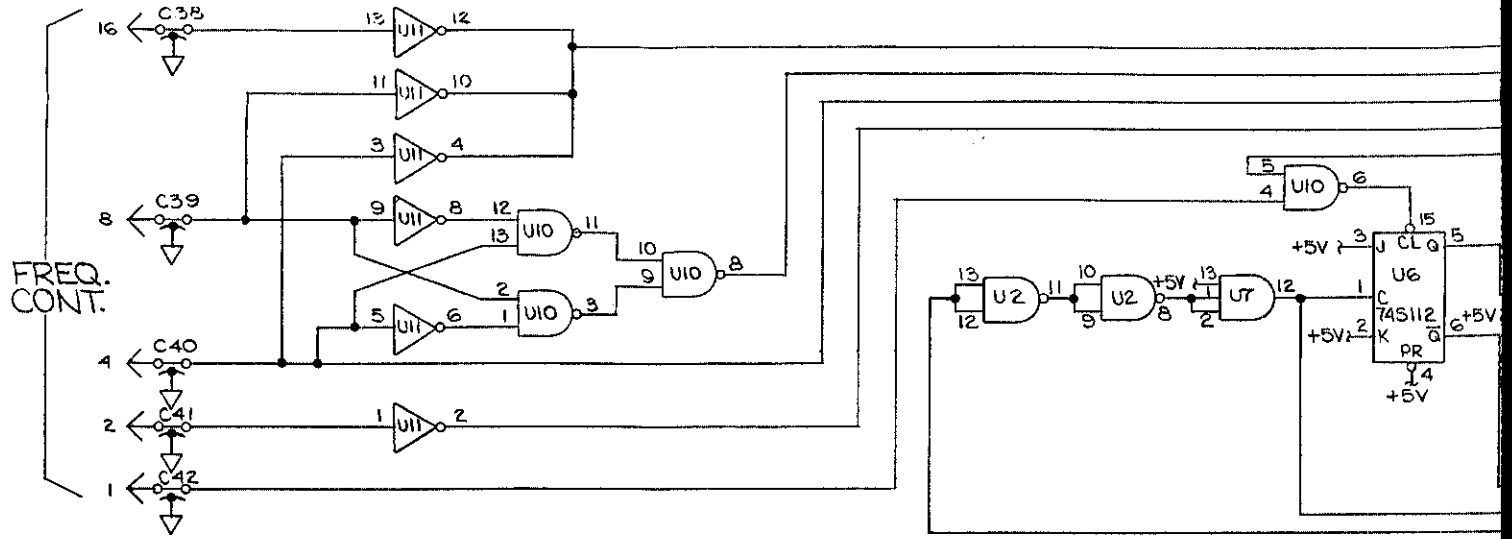 16 C38 13 U11 12
11 U11 10
3 U11 4
8 C39 9 U11 8 12 13 U10 11
10 9 U10 8
2 1 U10 3
5 U11 6
FREQ.
CONT.
4 C40
2 C41 1 U11 2
1 C42
5 4 U10 6
15
+5V 3 J CL Q 5
U6
1 C 74S112
+5V 2 K Q̅ 6 +5V
PR
4
+5V
13 12 U2 11
10 9 U2 8
+5V 13 1 2 U7 12